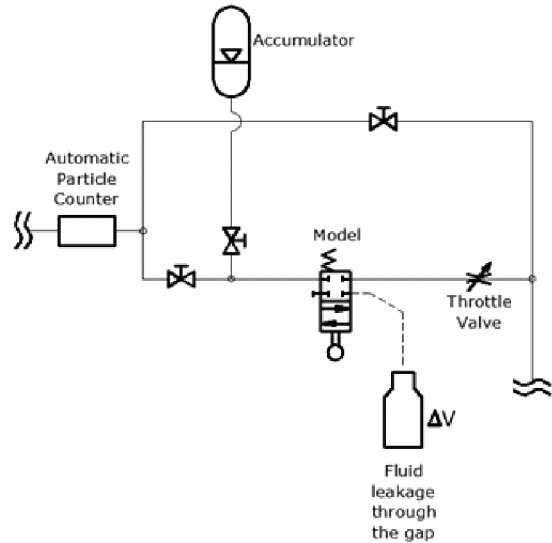 Accumulator
Automatic
Particle
Counter
Model
Throttle
Valve
ΔV
Fluid
leakage
through
the gap